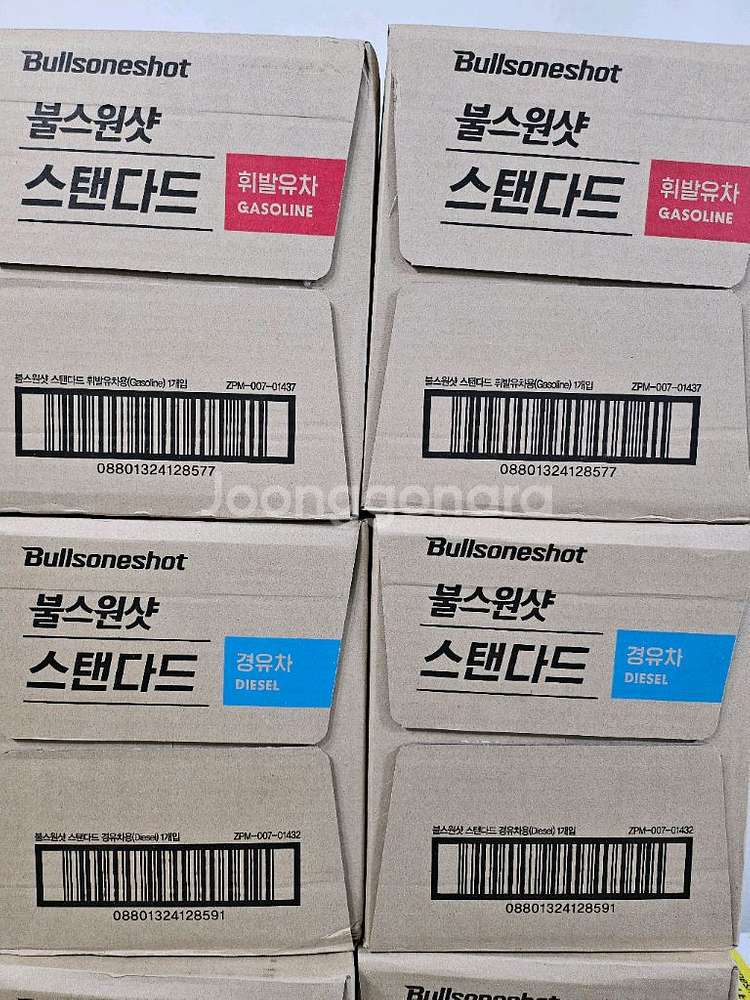 Bullsoneshot
불스원샷
스탠다드
휘발유차
GASOLINE
불스원샷 스탠다드 휘발유차용(Gasoline) 1개입 ZPM-007-01437
08801324128577
Bullsoneshot
불스원샷
스탠다드
휘발유차
GASOLINE
불스원샷 스탠다드 휘발유차용(Gasoline) 1개입 ZPM-007-01437
08801324128577
Joonggonara
Bullsoneshot
불스원샷
스탠다드
경유차
DIESEL
불스원샷 스탠다드 경유차용(Diesel) 1개입 ZPM-007-01432
08801324128591
Bullsoneshot
불스원샷
스탠다드
경유차
DIESEL
불스원샷 스탠다드 경유차용(Diesel) 1개입 ZPM-007-01432
08801324128591
Bullsoneshot
Bullsoneshot